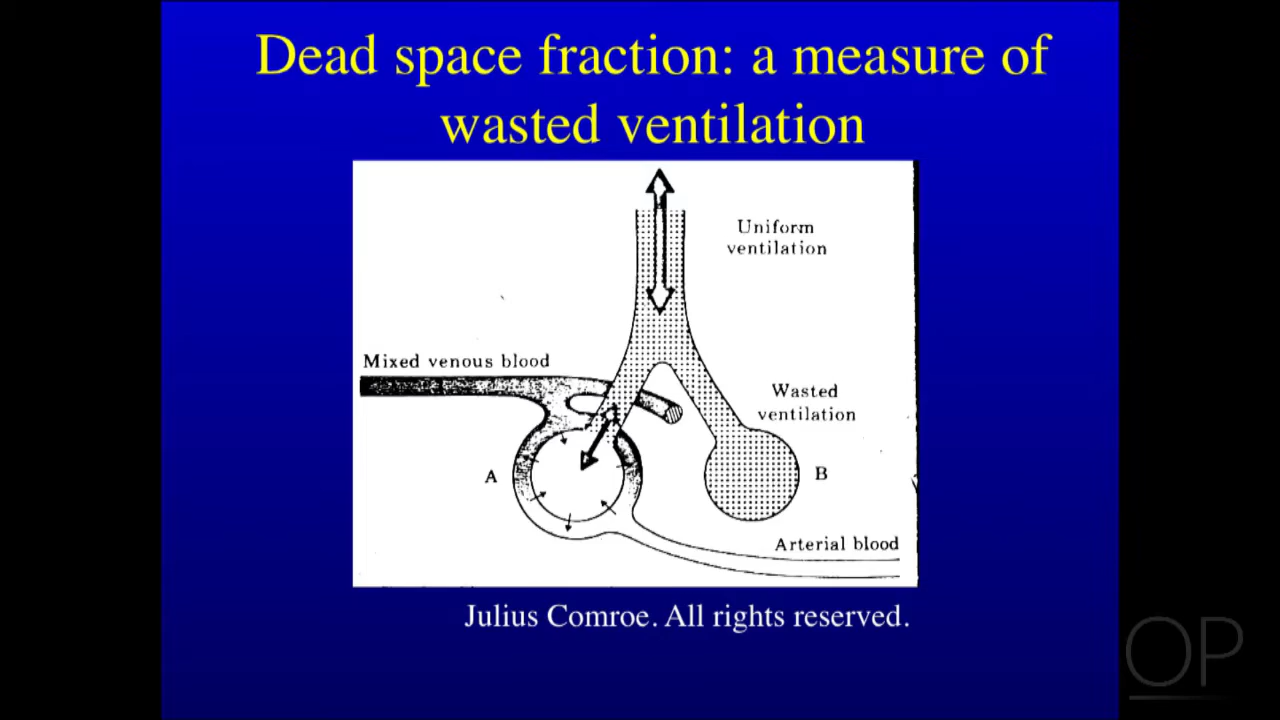 Dead space fraction: a measure of
wasted ventilation
Uniform
ventilation
Mixed venous blood
Wasted
ventilation
A
B
Arterial blood
Julius Comroe. All rights reserved.
OP